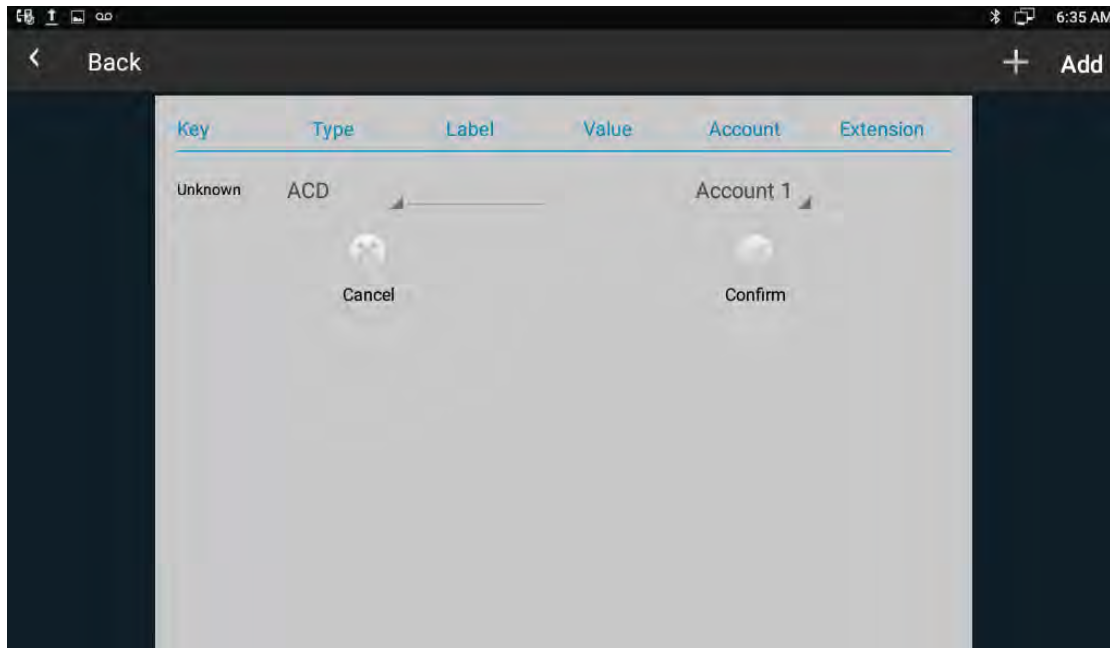 6:35 AM
Back Add
Key Type Label Value Account Extension
Unknown ACD Account 1
Cancel Confirm